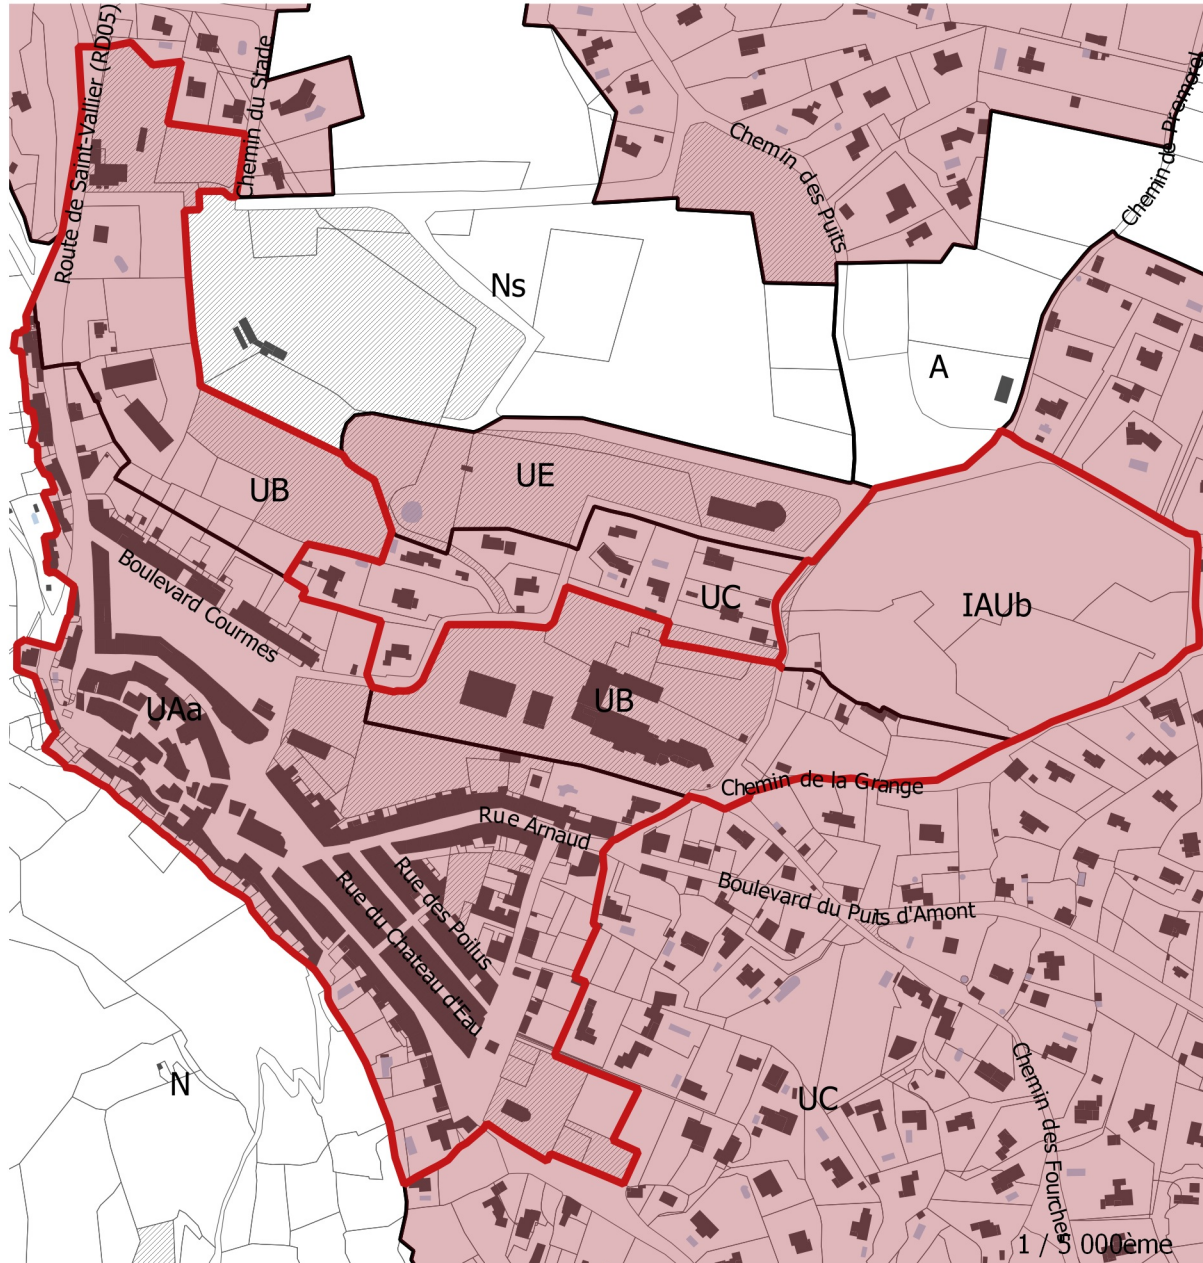 Route de Saint-Vallier (RD05)
Chemin du Stade
Chemin des Puits
Chemin de Premorel
Ns
A
UB
UE
Boulevard Courmes
UC
IAUb
UAa
UB
Chemin de la Grange
Rue Arnaud
Rue des Poilus
Rue du Chateau d'Eau
Boulevard du Puits d'Amont
N
UC
Chemin des Fourches
1 / 5 000ème